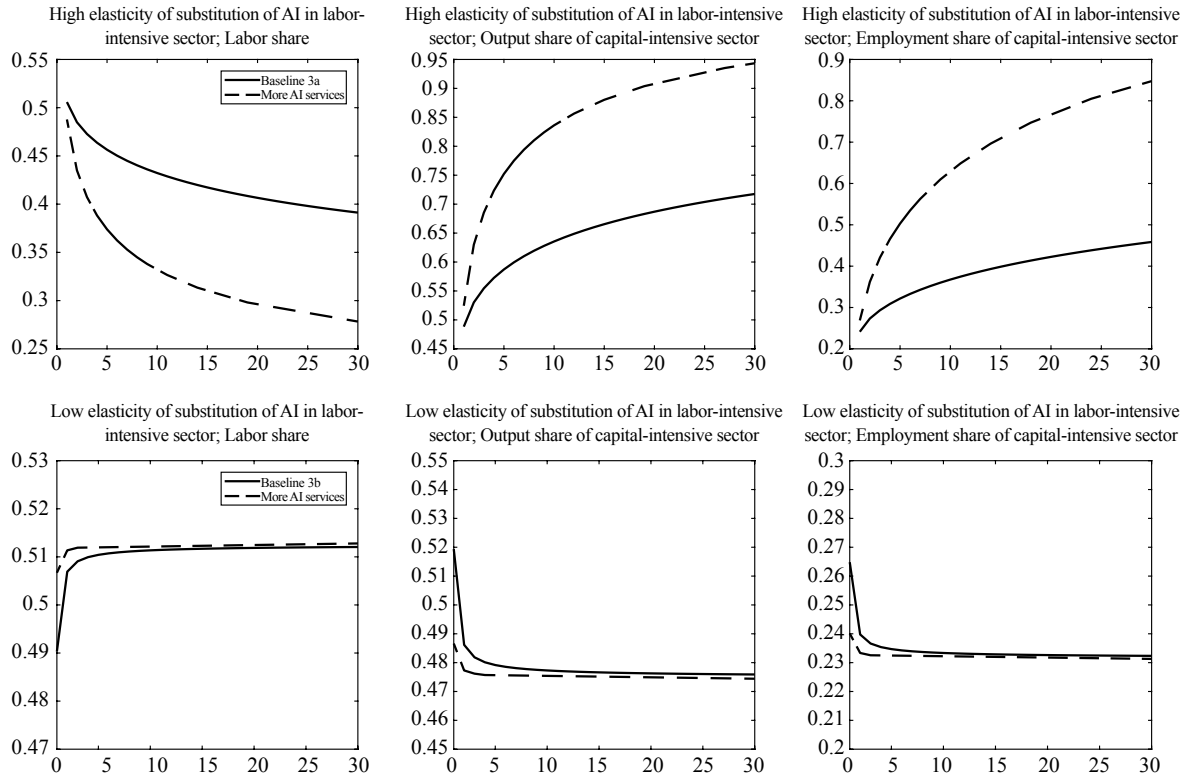 High elasticity of substitution of AI in labor-
intensive sector; Labor share
0.55
0.5
0.45
0.4
0.35
0.3
0.25
0 5 10 15 20 25 30
Baseline 3a
More AI services
High elasticity of substitution of AI in labor-intensive
sector; Output share of capital-intensive sector
0.95
0.9
0.85
0.8
0.75
0.7
0.65
0.6
0.55
0.5
0.45
0 5 10 15 20 25 30
High elasticity of substitution of AI in labor-intensive
sector; Employment share of capital-intensive sector
0.9
0.8
0.7
0.6
0.5
0.4
0.3
0.2
0 5 10 15 20 25 30
Low elasticity of substitution of AI in labor-
intensive sector; Labor share
0.53
0.52
0.51
0.5
0.49
0.48
0.47
0 5 10 15 20 25 30
Baseline 3b
More AI services
Low elasticity of substitution of AI in labor-intensive
sector; Output share of capital-intensive sector
0.55
0.54
0.53
0.52
0.51
0.5
0.49
0.48
0.47
0.46
0.45
0 5 10 15 20 25 30
Low elasticity of substitution of AI in labor-intensive
sector; Employment share of capital-intensive sector
0.3
0.29
0.28
0.27
0.26
0.25
0.24
0.23
0.22
0.21
0.2
0 5 10 15 20 25 30